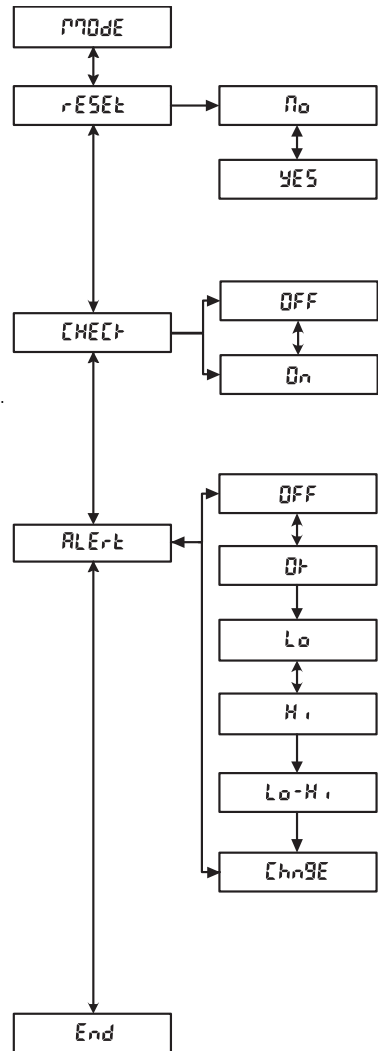 MODE
rESEt
No
YES
CHECk
OFF
On
ALErt
OFF
Ok
Lo
Hi
Lo-Hi
ChngE
End